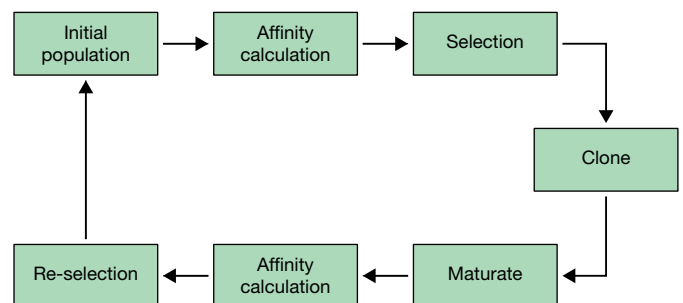 Initial
population
Affinity
calculation
Selection
Clone
Maturate
Affinity
calculation
Re-selection